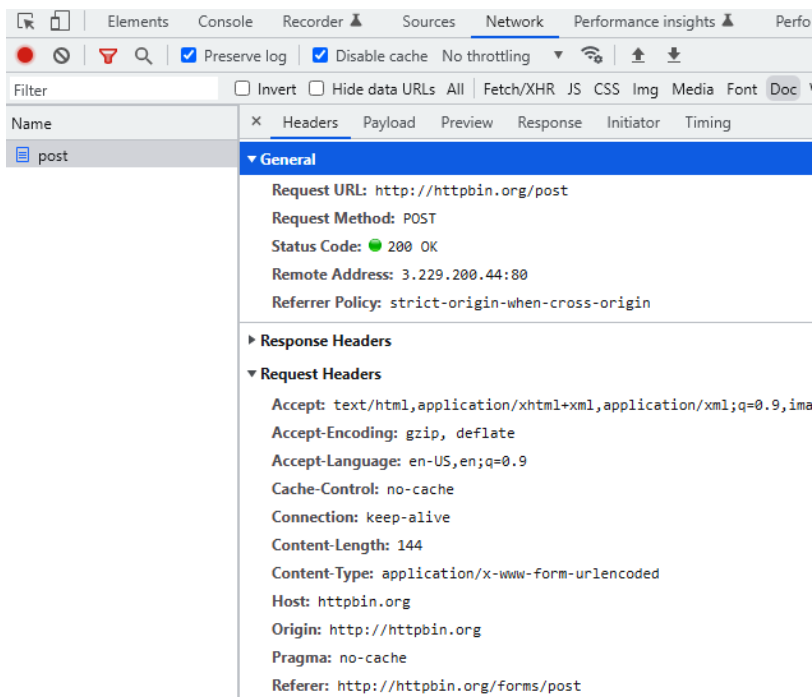 Elements Console Recorder Sources Network Performance insights Perfo
Preserve log Disable cache No throttling
Filter Invert Hide data URLs All Fetch/XHR JS CSS Img Media Font Doc
Name × Headers Payload Preview Response Initiator Timing
post
General
Request URL: http://httpbin.org/post
Request Method: POST
Status Code: 200 OK
Remote Address: 3.229.200.44:80
Referrer Policy: strict-origin-when-cross-origin
Response Headers
Request Headers
Accept: text/html,application/xhtml+xml,application/xml;q=0.9,ima
Accept-Encoding: gzip, deflate
Accept-Language: en-US,en;q=0.9
Cache-Control: no-cache
Connection: keep-alive
Content-Length: 144
Content-Type: application/x-www-form-urlencoded
Host: httpbin.org
Origin: http://httpbin.org
Pragma: no-cache
Referer: http://httpbin.org/forms/post